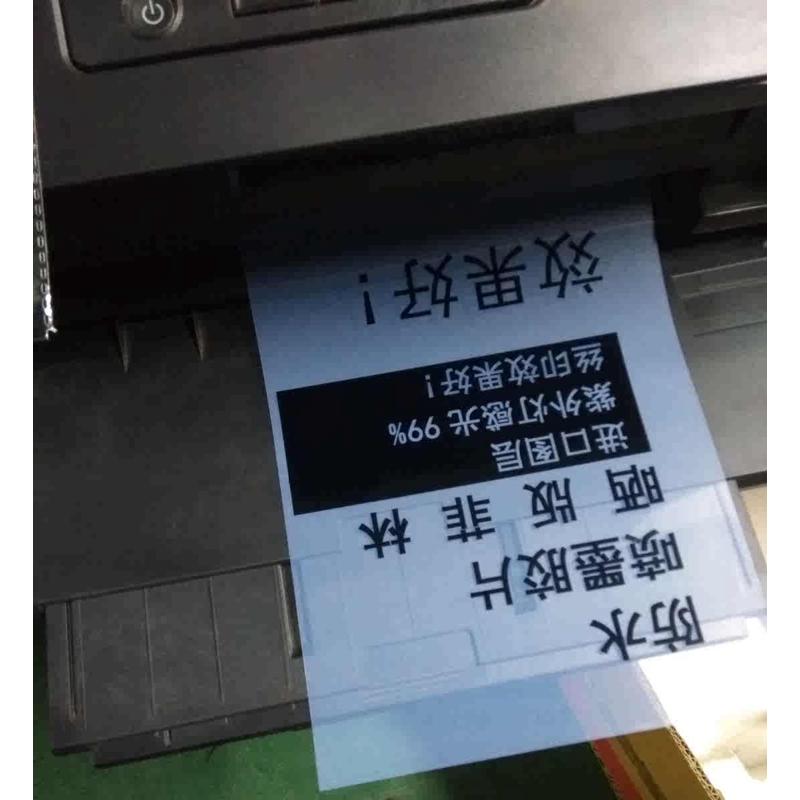 防水
喷墨胶片
晒 版 菲 林
进口图层
紫外灯感光 99%
丝印效果好!
效果好!